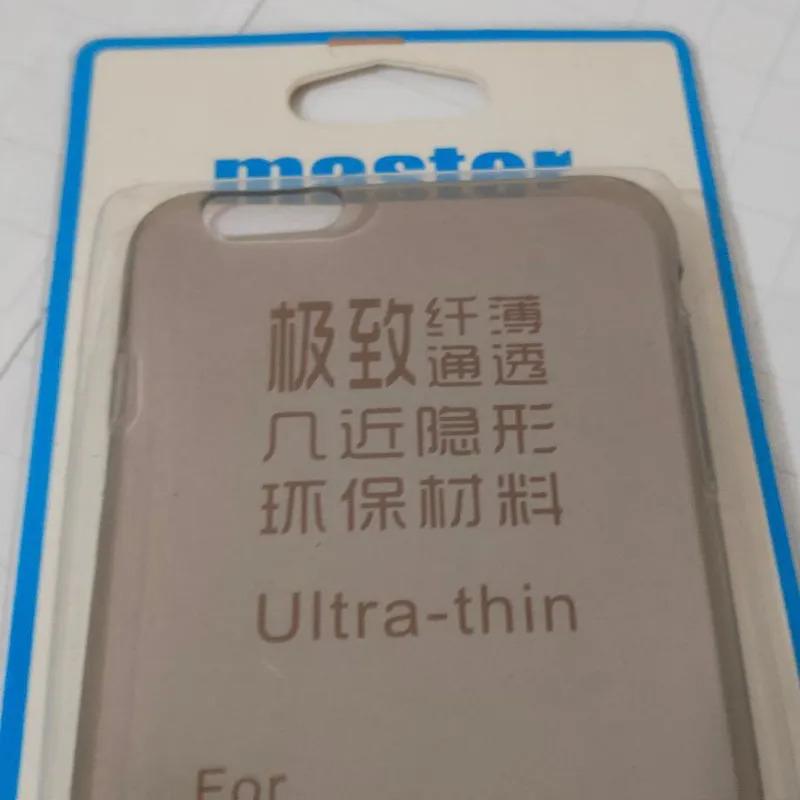 master
极致纤薄
通透
几近隐形
环保材料
Ultra-thin
For